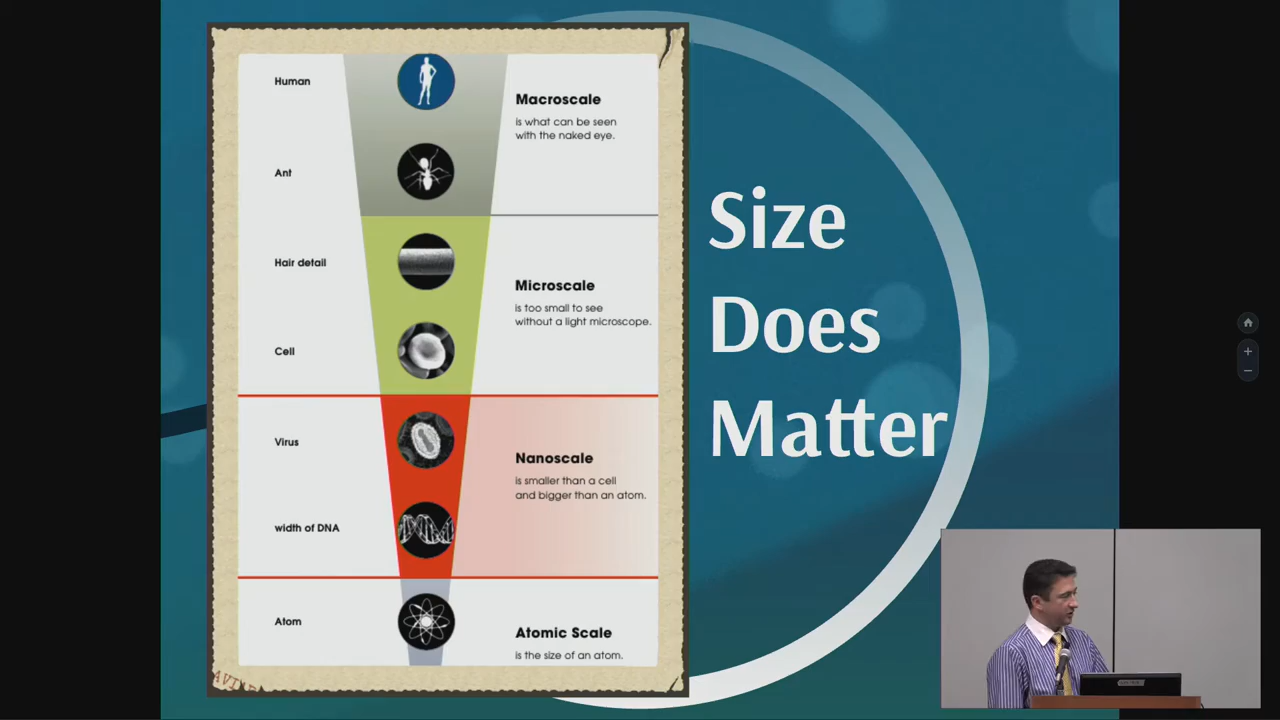 Human
Macroscale
is what can be seen
with the naked eye.
Ant
Hair detail
Microscale
is too small to see
without a light microscope.
Cell
Virus
Nanoscale
is smaller than a cell
and bigger than an atom.
width of DNA
Atom
Atomic Scale
is the size of an atom.
Size
Does
Matter